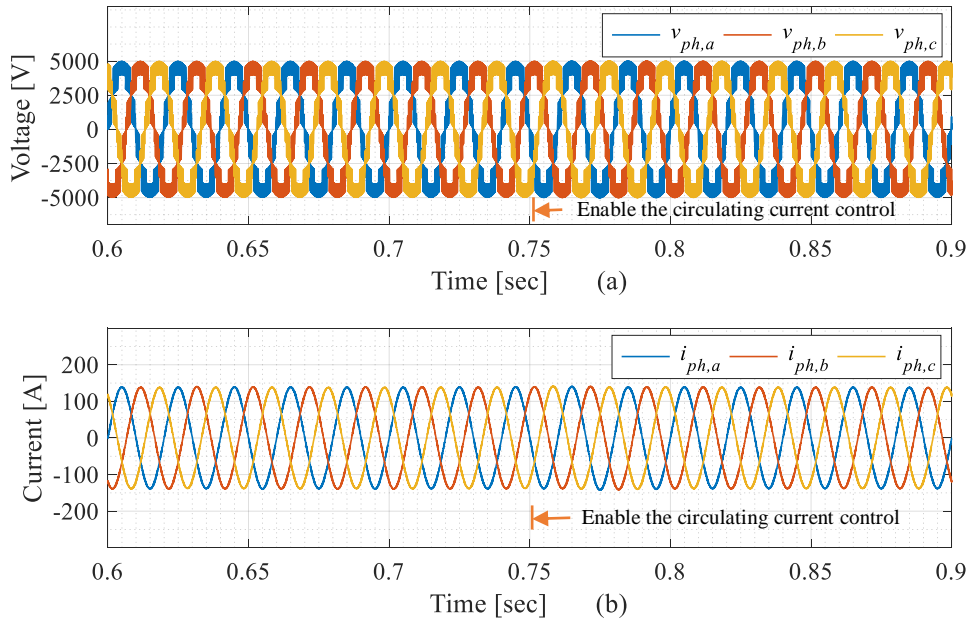 v_ph,a v_ph,b v_ph,c
5000
2500
0
-2500
-5000
Voltage [V]
Enable the circulating current control
0.6 0.65 0.7 0.75 0.8 0.85 0.9
Time [sec] (a)
i_ph,a i_ph,b i_ph,c
200
100
0
-100
-200
Current [A]
Enable the circulating current control
0.6 0.65 0.7 0.75 0.8 0.85 0.9
Time [sec] (b)